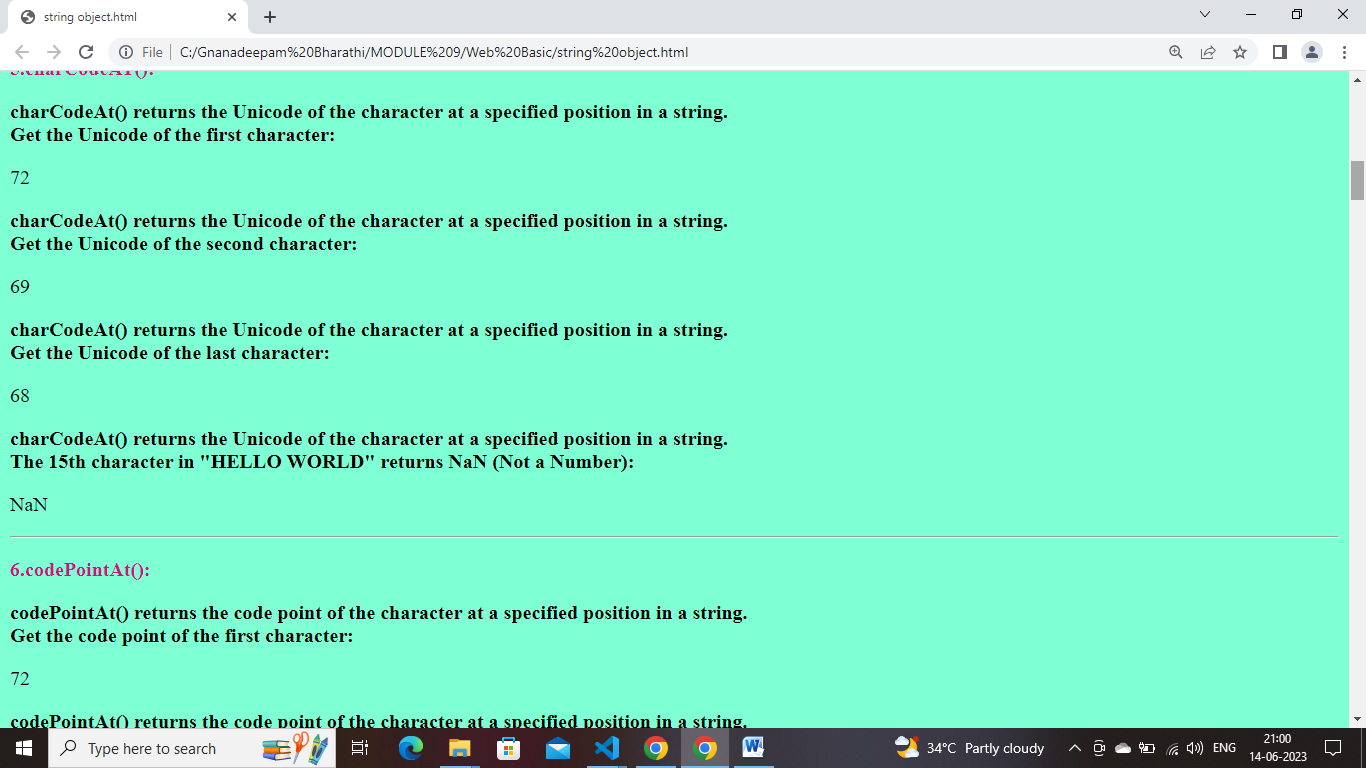 string object.html
File
C:/Gnanadeepam%20Bharathi/MODULE%209/Web%20Basic/string%20object.html
5.charCodeAT():
charCodeAt() returns the Unicode of the character at a specified position in a string.
Get the Unicode of the first character:
72
charCodeAt() returns the Unicode of the character at a specified position in a string.
Get the Unicode of the second character:
69
charCodeAt() returns the Unicode of the character at a specified position in a string.
Get the Unicode of the last character:
68
charCodeAt() returns the Unicode of the character at a specified position in a string.
The 15th character in "HELLO WORLD" returns NaN (Not a Number):
NaN
6.codePointAt():
codePointAt() returns the code point of the character at a specified position in a string.
Get the code point of the first character:
72
codePointAt() returns the code point of the character at a specified position in a string.
Type here to search
34°C Partly cloudy
ENG
21:00
14-06-2023